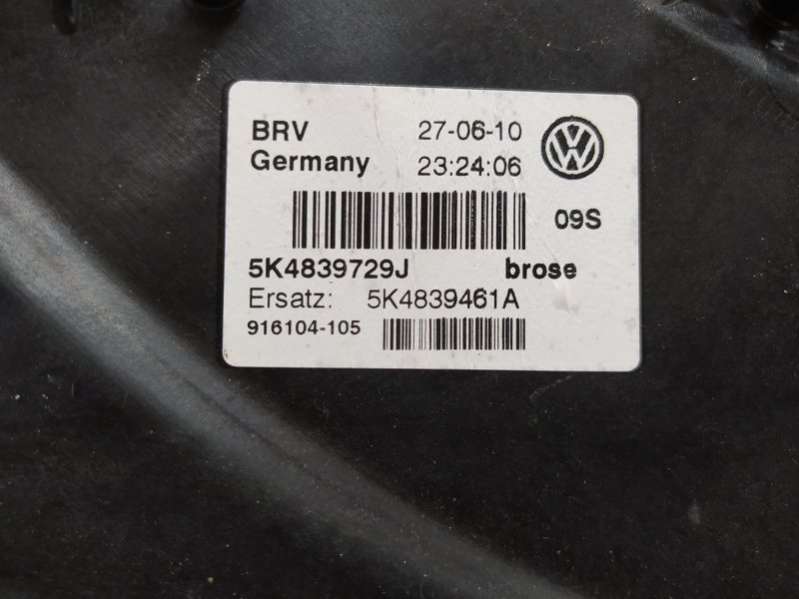 BRV 27-06-10
Germany 23:24:06
09S
5K4839729J brose
Ersatz: 5K4839461A
916104-105